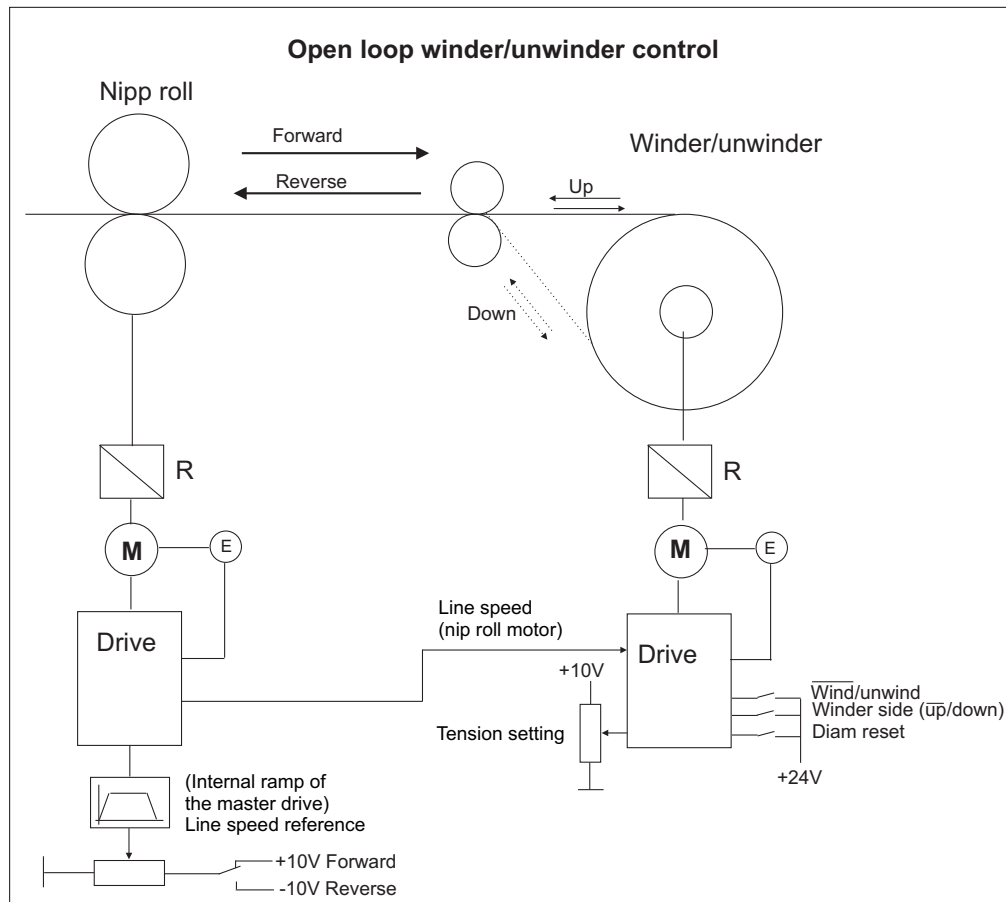 Open loop winder/unwinder control
Nipp roll
Forward
Reverse
Winder/unwinder
Up
Down
R
R
M
E
M
E
Drive
Line speed
(nip roll motor)
Drive
+10V
Tension setting
Wind/unwind
Winder side (up/down)
Diam reset
+24V
(Internal ramp of
the master drive)
Line speed reference
+10V Forward
-10V Reverse